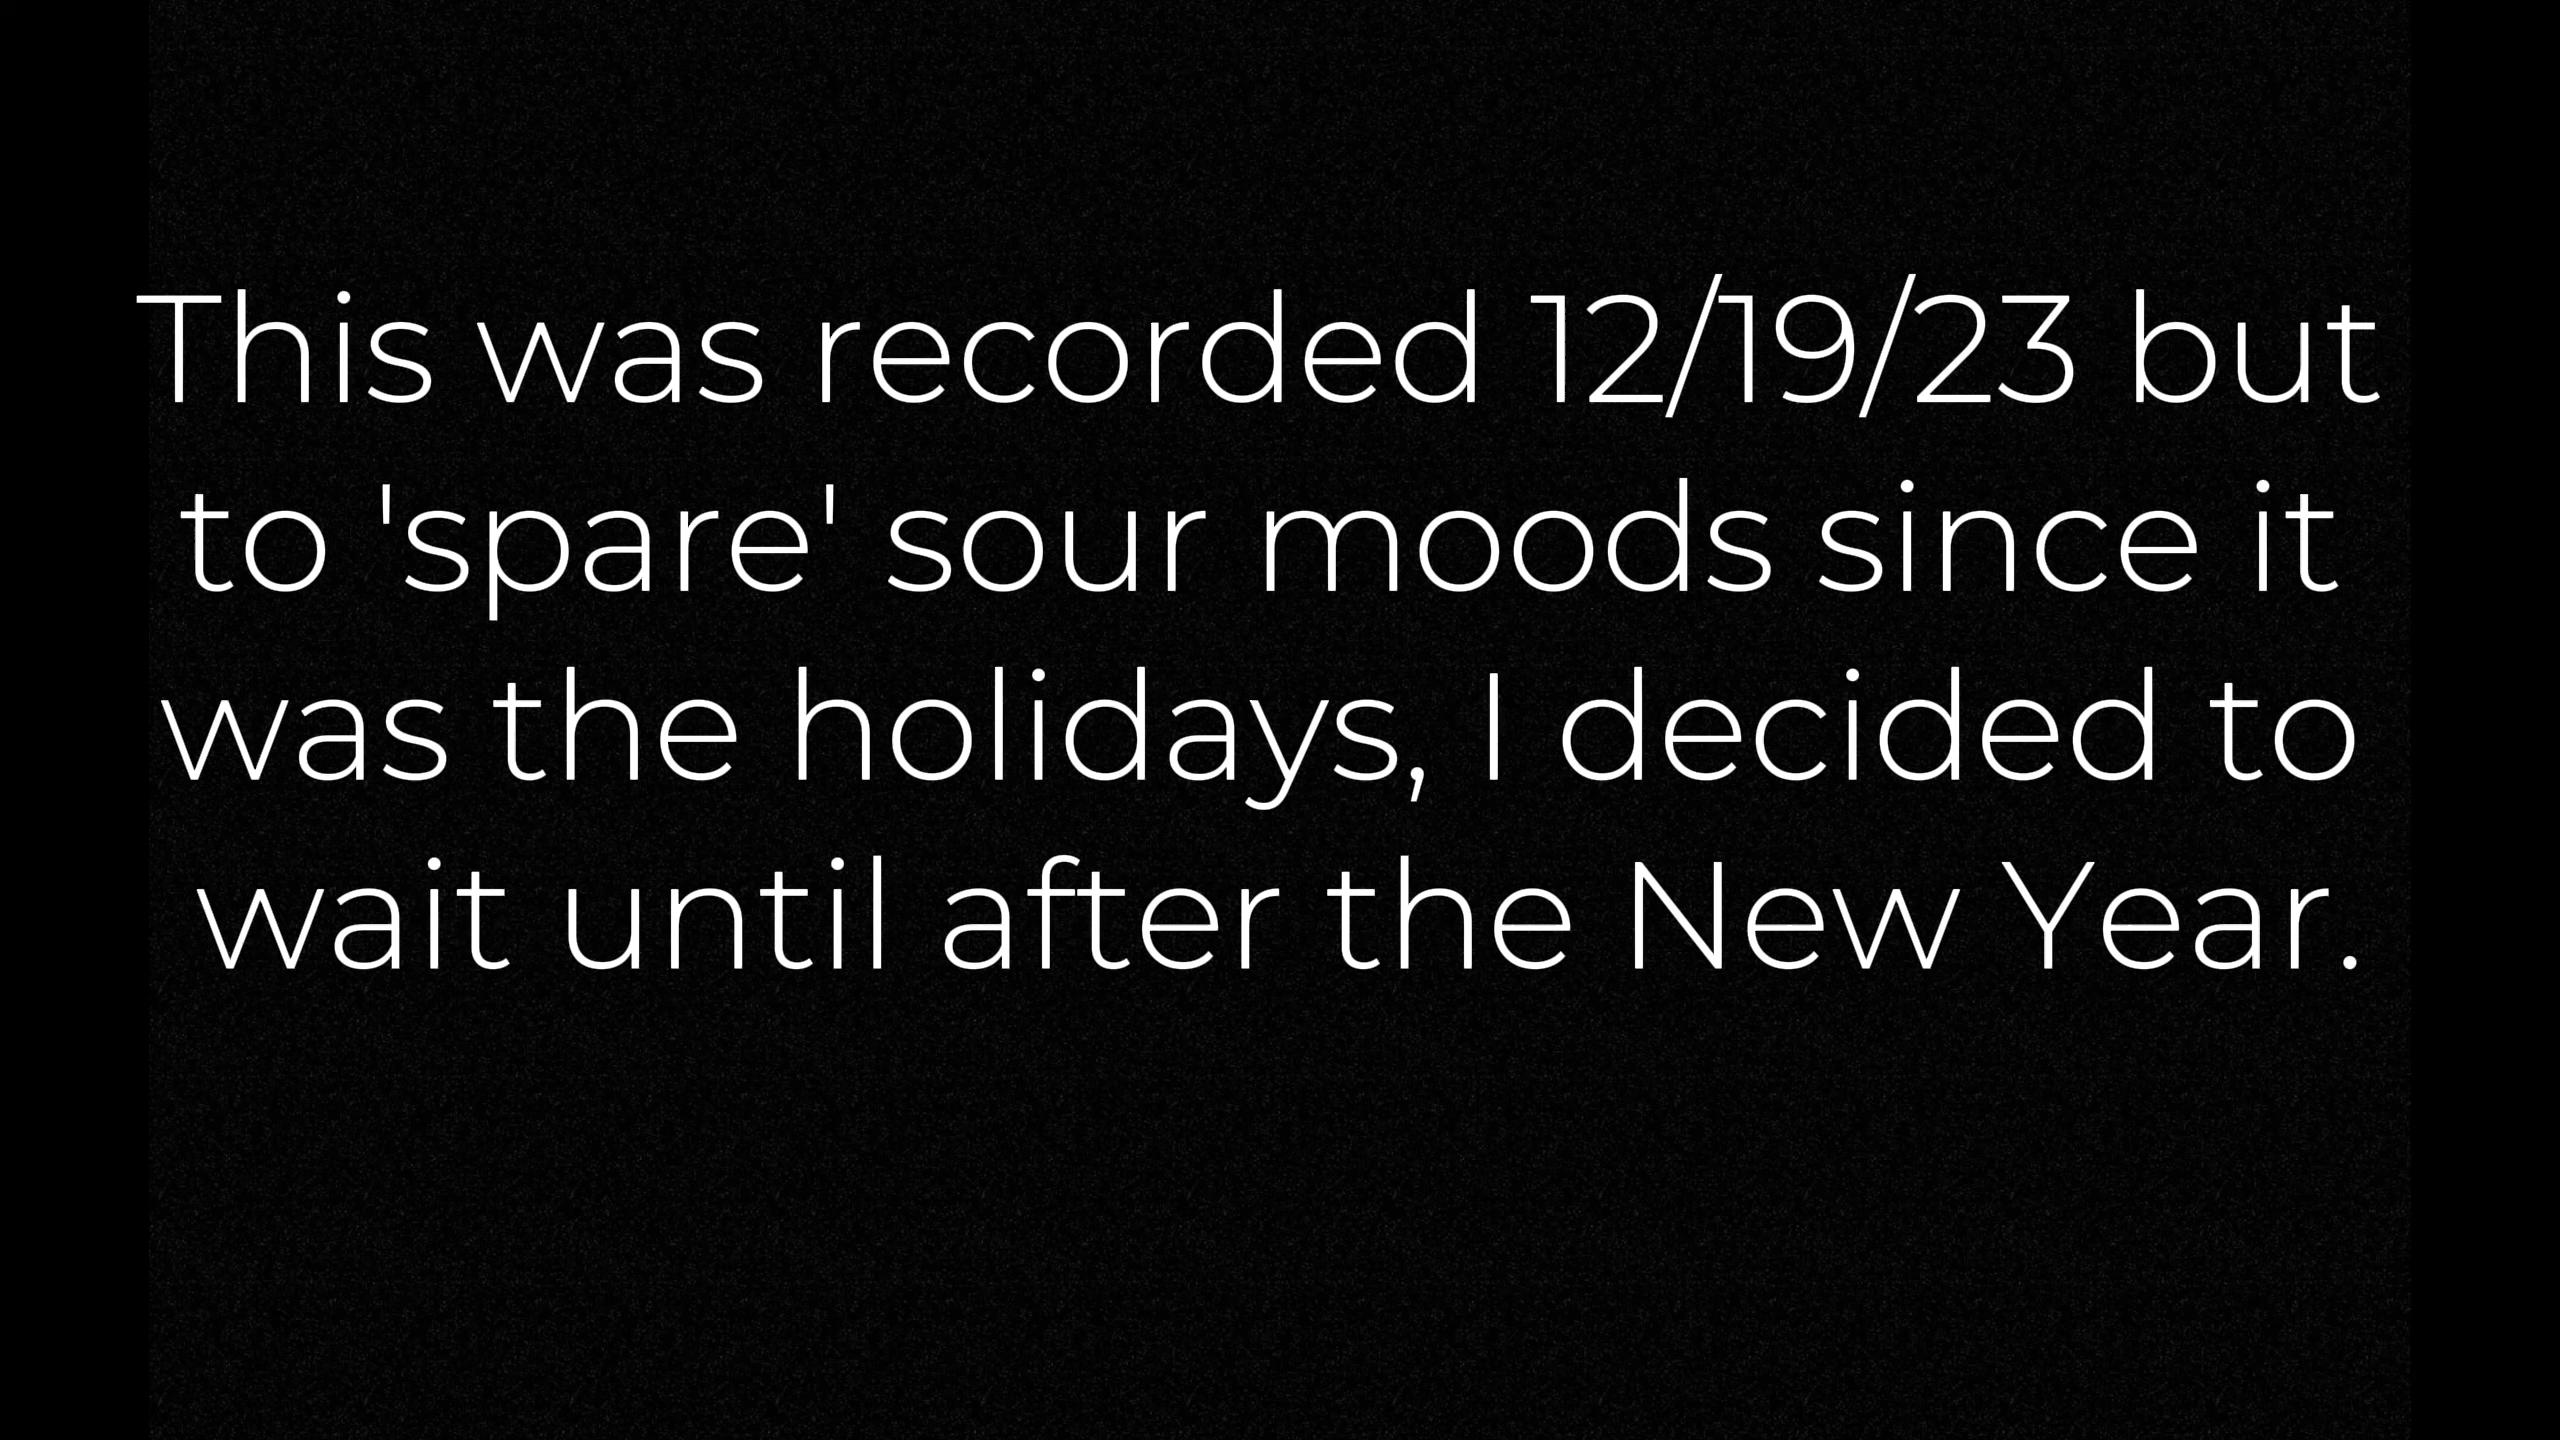 This was recorded 12/19/23 but
to 'spare' sour moods since it
was the holidays, I decided to
wait until after the New Year.